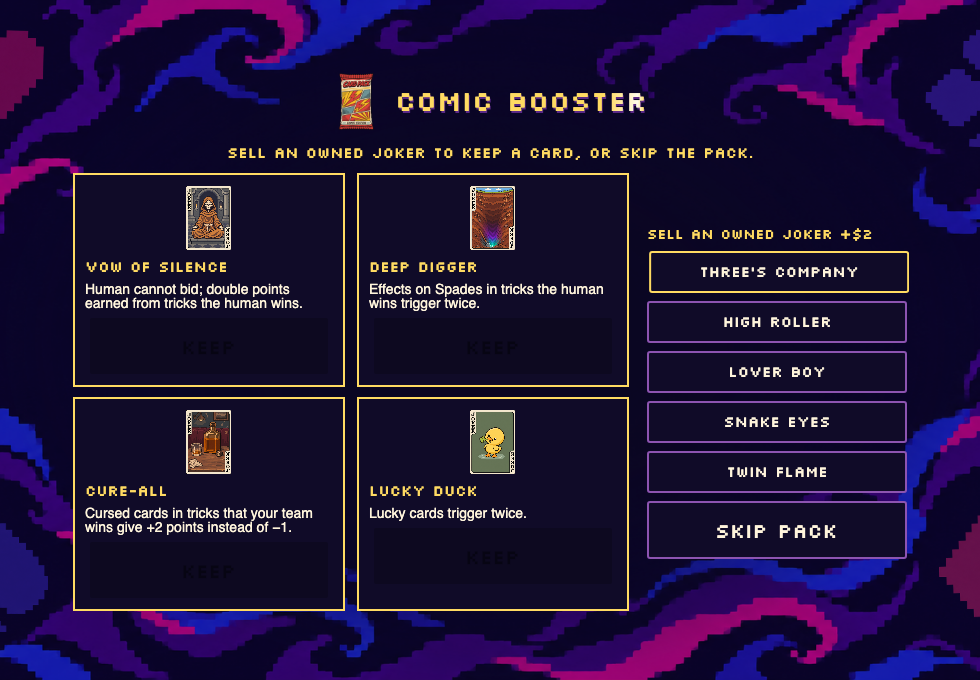 COMIC BOOSTER
SELL AN OWNED JOKER TO KEEP A CARD, OR SKIP THE PACK.
VOW OF SILENCE
Human cannot bid; double points
earned from tricks the human wins.
KEEP
DEEP DIGGER
Effects on Spades in tricks the human
wins trigger twice.
KEEP
CURE-ALL
Cursed cards in tricks that your team
wins give +2 points instead of −1.
KEEP
LUCKY DUCK
Lucky cards trigger twice.
KEEP
SELL AN OWNED JOKER +$2
THREE'S COMPANY
HIGH ROLLER
LOVER BOY
SNAKE EYES
TWIN FLAME
SKIP PACK